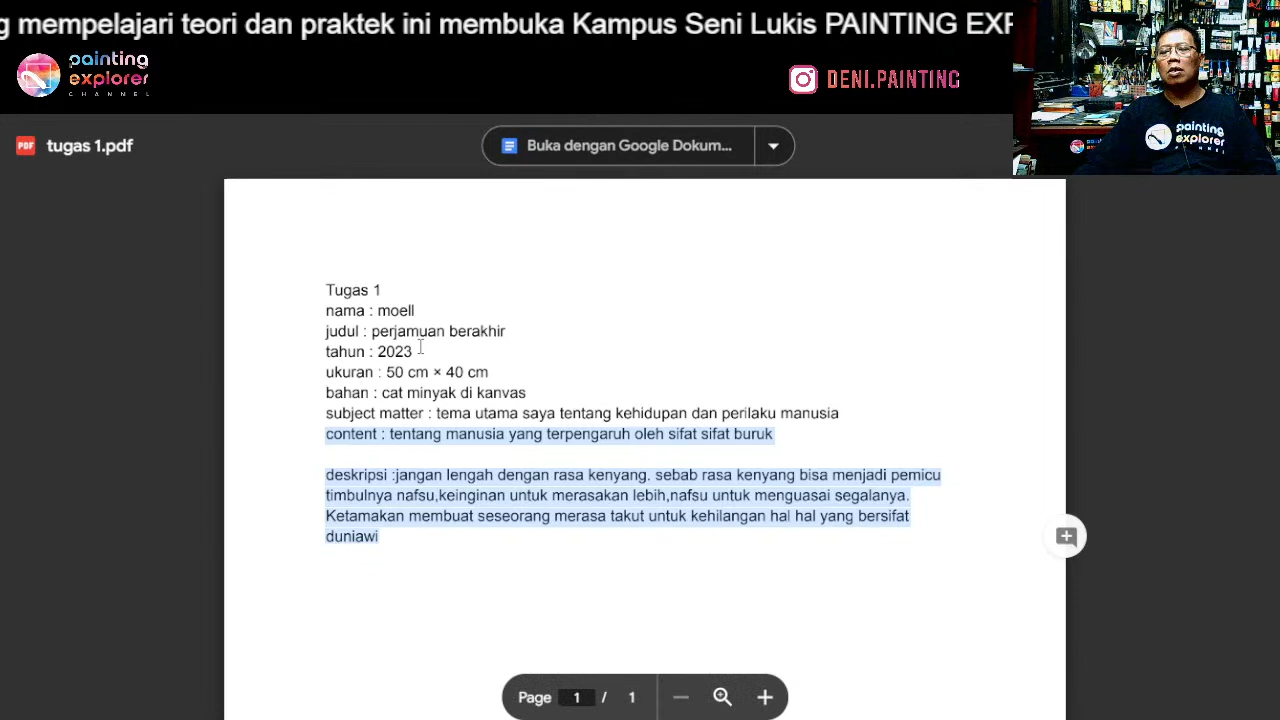 g mempelajari teori dan praktek ini membuka Kampus Seni Lukis PAINTING EXP
painting
explorer
CHANNEL
DENI.PAINTING
painting
explorer
CHANNEL
PDF
tugas 1.pdf
Buka dengan Google Dokum...
Tugas 1
nama : moell
judul : perjamuan berakhir
tahun : 2023
ukuran : 50 cm × 40 cm
bahan : cat minyak di kanvas
subject matter : tema utama saya tentang kehidupan dan perilaku manusia
content : tentang manusia yang terpengaruh oleh sifat sifat buruk
deskripsi :jangan lengah dengan rasa kenyang. sebab rasa kenyang bisa menjadi pemicu
timbulnya nafsu,keinginan untuk merasakan lebih,nafsu untuk menguasai segalanya.
Ketamakan membuat seseorang merasa takut untuk kehilangan hal hal yang bersifat
duniawi
Page 1 / 1